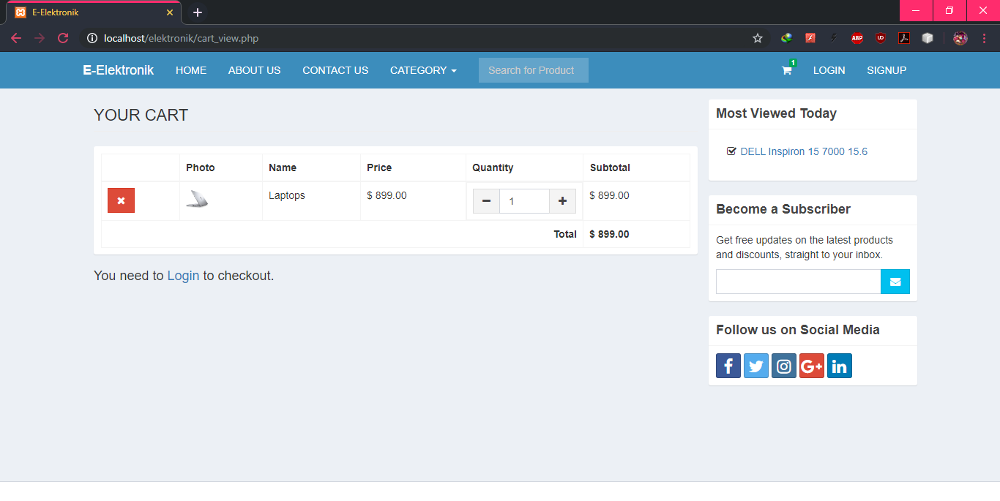 E-Elektronik
localhost/elektronik/cart_view.php
ABP
UD
E-Elektronik HOME ABOUT US CONTACT US CATEGORY Search for Product 1 LOGIN SIGNUP
YOUR CART
Photo Name Price Quantity Subtotal
Laptops $ 899.00 1 $ 899.00
Total $ 899.00
You need to Login to checkout.
Most Viewed Today
DELL Inspiron 15 7000 15.6
Become a Subscriber
Get free updates on the latest products
and discounts, straight to your inbox.
Follow us on Social Media
f G+ in